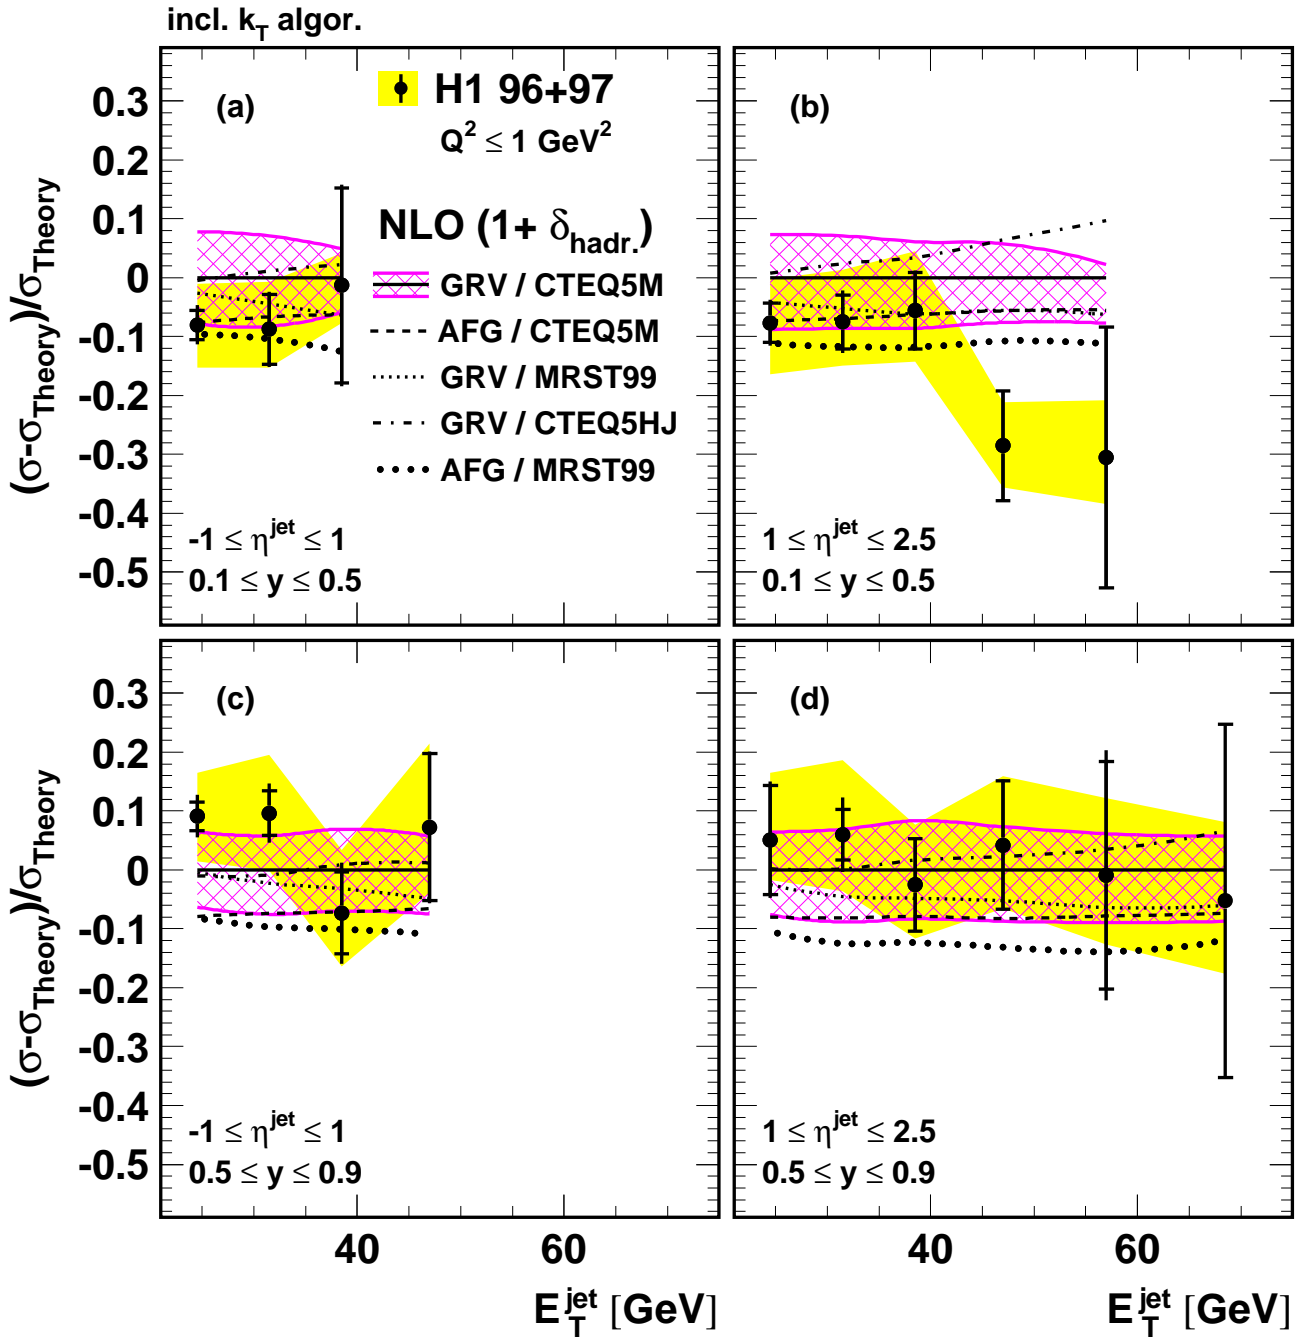 incl. k_T algor.
(a)
H1 96+97
Q² ≤ 1 GeV²
NLO (1+ δ_hadr.)
GRV / CTEQ5M
AFG / CTEQ5M
GRV / MRST99
GRV / CTEQ5HJ
AFG / MRST99
-1 ≤ η^jet ≤ 1
0.1 ≤ y ≤ 0.5
(σ-σ_Theory)/σ_Theory
0.3
0.2
0.1
0
-0.1
-0.2
-0.3
-0.4
-0.5
(b)
1 ≤ η^jet ≤ 2.5
0.1 ≤ y ≤ 0.5
(c)
-1 ≤ η^jet ≤ 1
0.5 ≤ y ≤ 0.9
(σ-σ_Theory)/σ_Theory
0.3
0.2
0.1
0
-0.1
-0.2
-0.3
-0.4
-0.5
40 60
E_T^jet [GeV]
(d)
1 ≤ η^jet ≤ 2.5
0.5 ≤ y ≤ 0.9
40 60
E_T^jet [GeV]